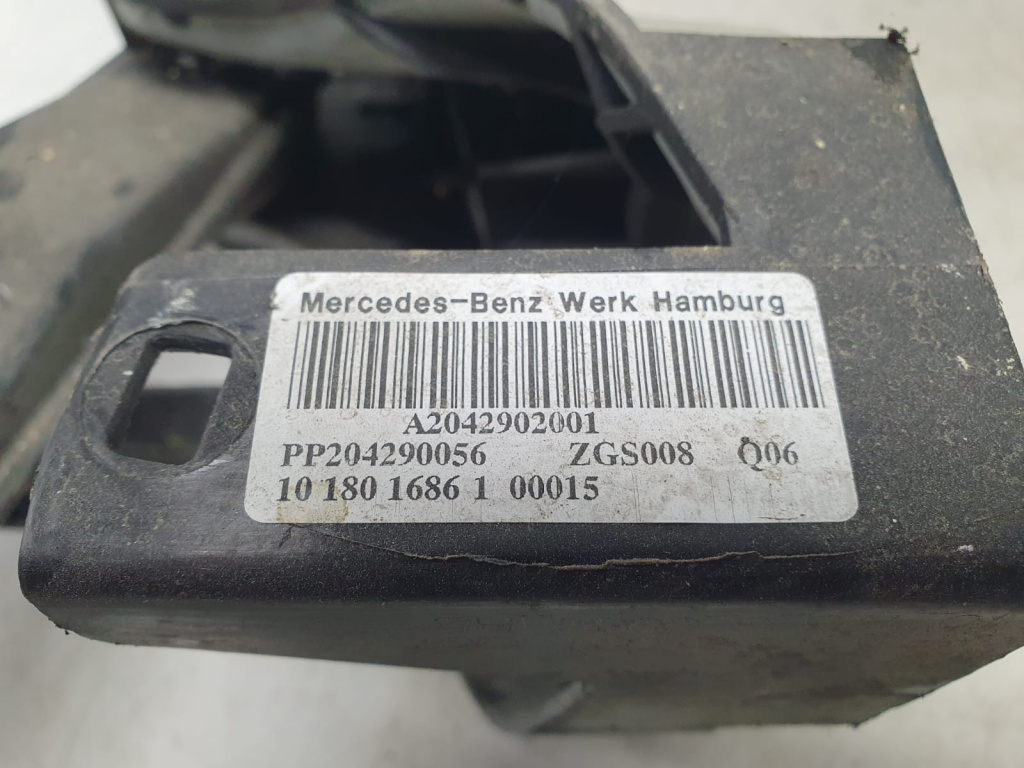 Mercedes-Benz Werk Hamburg
A2042902001
PP204290056 ZGS008 Q06
10 180 1686 1 00015